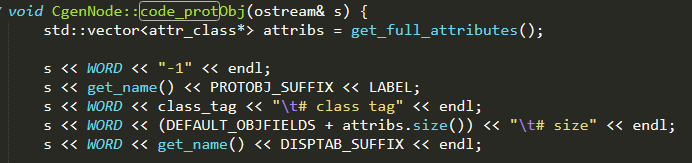 void CgenNode::code_protObj(ostream& s) {
std::vector<attr_class*> attribs = get_full_attributes();
s << WORD << "-1" << endl;
s << get_name() << PROTOBJ_SUFFIX << LABEL;
s << WORD << class_tag << "\t# class tag" << endl;
s << WORD << (DEFAULT_OBJFIELDS + attribs.size()) << "\t# size" << endl;
s << WORD << get_name() << DISPTAB_SUFFIX << endl;